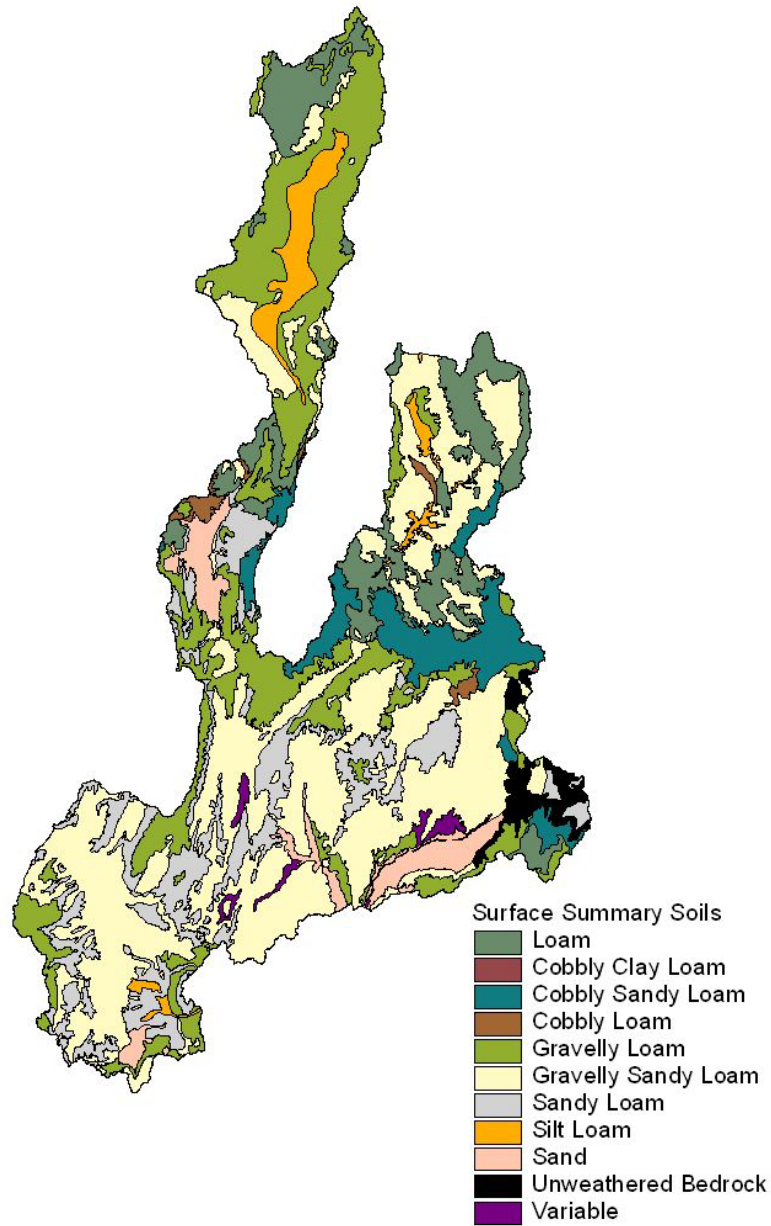 Surface Summary Soils
Loam
Cobbly Clay Loam
Cobbly Sandy Loam
Cobbly Loam
Gravelly Loam
Gravelly Sandy Loam
Sandy Loam
Silt Loam
Sand
Unweathered Bedrock
Variable